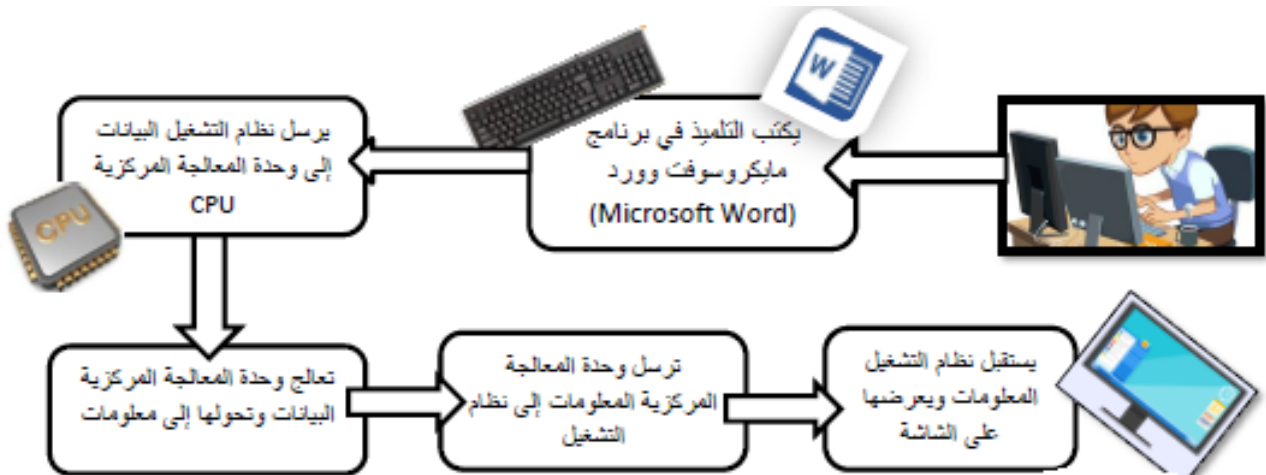 يكتب التلميذ في برنامج
مايكروسوفت وورد
(Microsoft Word)
W
يرسل نظام التشغيل البيانات
إلى وحدة المعالجة المركزية
CPU
CPU
تعالج وحدة المعالجة المركزية
البيانات وتحولها إلى معلومات
ترسل وحدة المعالجة
المركزية المعلومات إلى نظام
التشغيل
يستقبل نظام التشغيل
المعلومات ويعرضها
على الشاشة